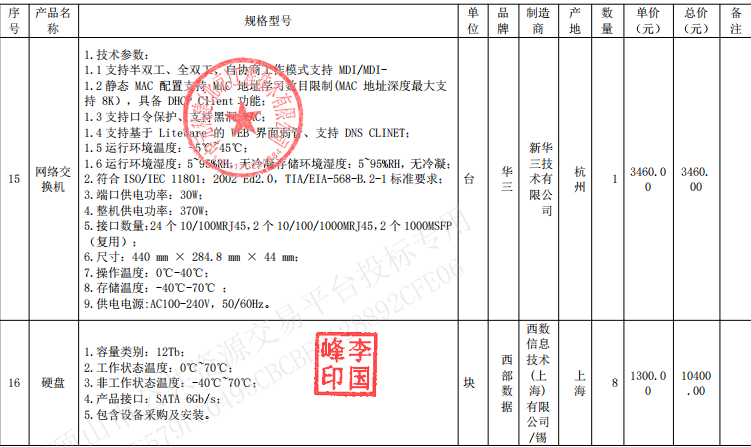 序号 产品名称 规格型号 单位 品牌 制造商 产地 数量 单价（元） 总价（元） 备注
15 网络交换机
1.技术参数:
1.1 支持半双工、全双工、自协商工作模式支持 MDI/MDI-
1.2 静态 MAC 配置支持 MAC 地址学习数目限制(MAC 地址深度最大支
持 8K），具备 DHCP Client 功能；
1.3 支持口令保护、支持黑洞 MAC；
1.4 支持基于 Litecare 的 WEB 界面弱管、支持 DNS CLINET;
1.5 运行环境温度：-5℃~45℃；
1.6 运行环境湿度：5~95%RH，无冷凝存储环境湿度：5~95%RH，无冷凝；
2.符合 ISO/IEC 11801：2002 Ed2.0，TIA/EIA-568-B.2-1 标准要求；
3.端口供电功率：30W；
4.整机供电功率：370W；
5.接口数量:24 个 10/100MRJ45,2 个 10/100/1000MRJ45,2 个 1000MSFP
（复用）；
6.尺寸：440 mm × 284.8 mm × 44 mm；
7.操作温度：0℃-40℃；
8.存储温度：-40℃-70℃ ；
9.供电电源:AC100-240V，50/60Hz。
台 华三 新华三技术有限公司 杭州 1 3460.00 3460.00
16 硬盘
1.容量类别：12Tb；
2.工作状态温度：0℃~70℃；
3.非工作状态温度：-40℃~70℃；
4.产品接口：SATA 6Gb/s；
5.包含设备采购及安装。
块 西部数据 西数信息技术(上海)有限公司/锡 上海 8 1300.00 10400.00
李国峰印